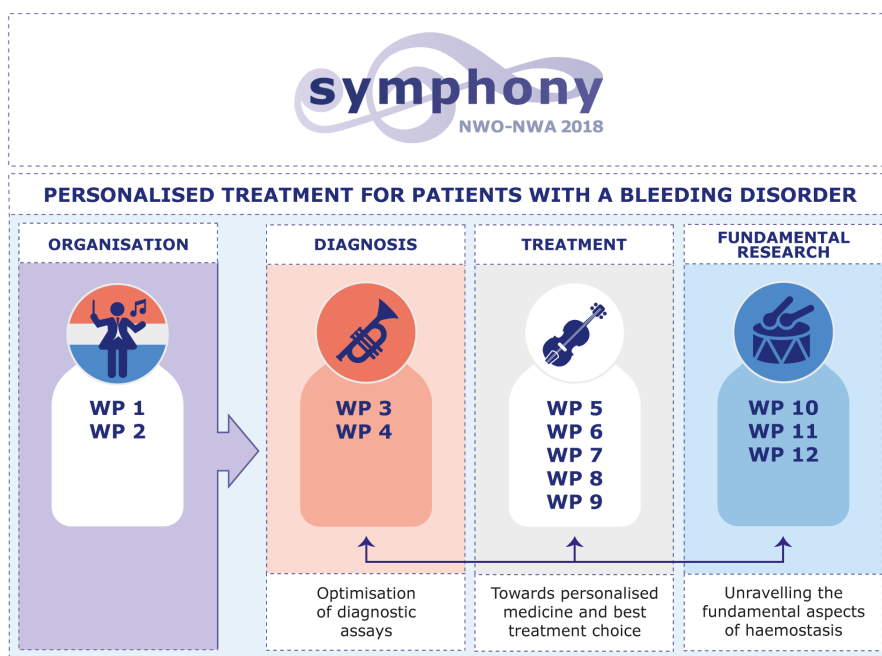 symphony
NWO-NWA 2018
PERSONALISED TREATMENT FOR PATIENTS WITH A BLEEDING DISORDER
ORGANISATION
WP 1
WP 2
DIAGNOSIS
WP 3
WP 4
Optimisation
of diagnostic
assays
TREATMENT
WP 5
WP 6
WP 7
WP 8
WP 9
Towards personalised
medicine and best
treatment choice
FUNDAMENTAL
RESEARCH
WP 10
WP 11
WP 12
Unravelling the
fundamental aspects
of haemostasis